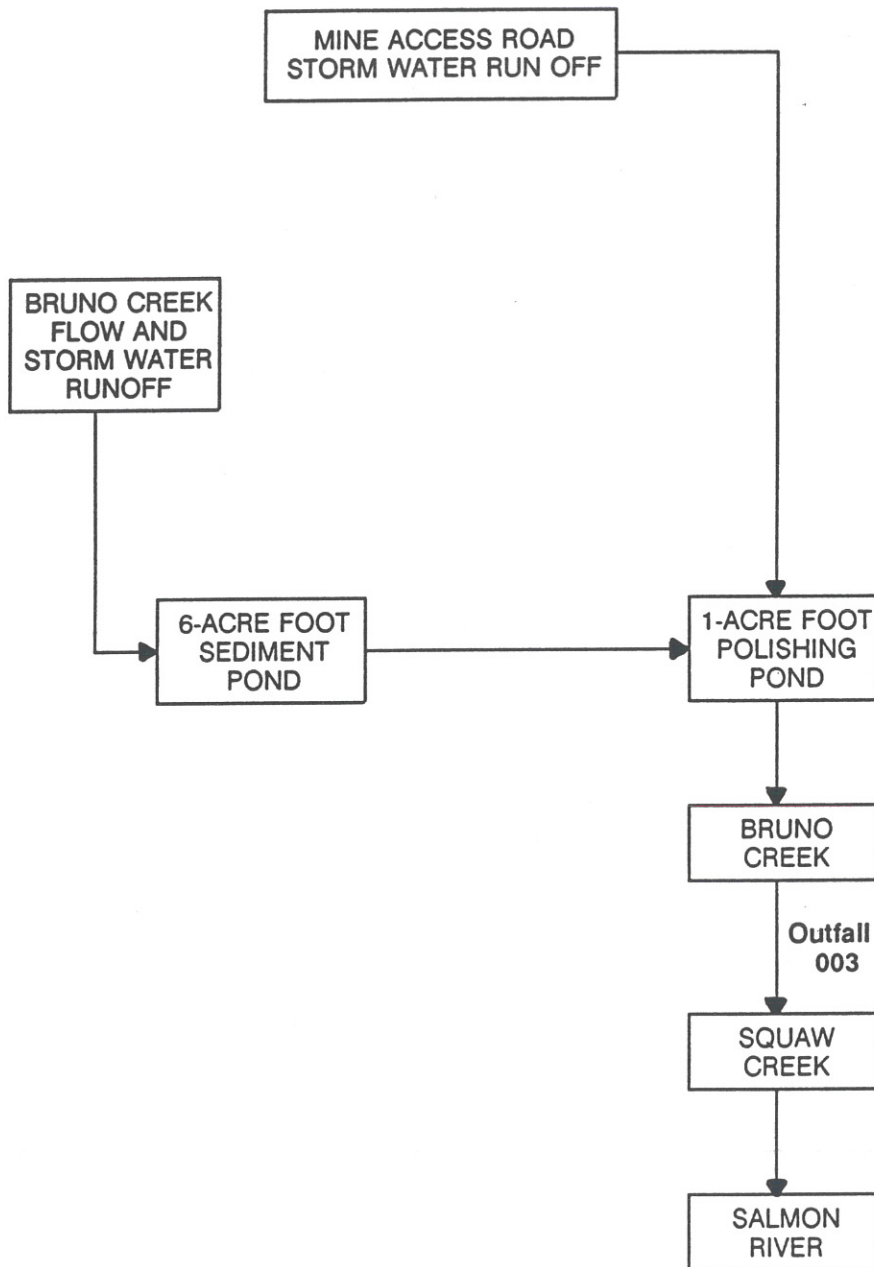 MINE ACCESS ROAD
STORM WATER RUN OFF
BRUNO CREEK
FLOW AND
STORM WATER
RUNOFF
6-ACRE FOOT
SEDIMENT
POND
1-ACRE FOOT
POLISHING
POND
BRUNO
CREEK
Outfall
003
SQUAW
CREEK
SALMON
RIVER